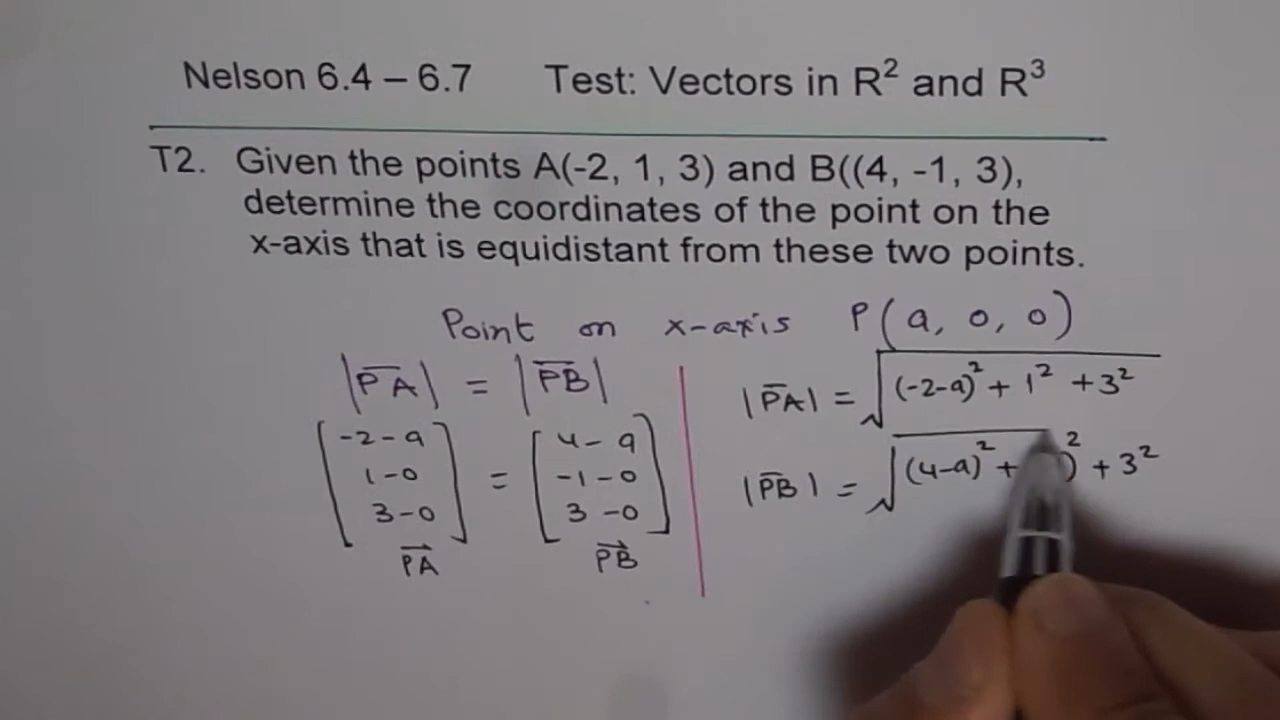 Nelson 6.4 – 6.7 Test: Vectors in R² and R³
T2. Given the points A(-2, 1, 3) and B((4, -1, 3),
determine the coordinates of the point on the
x-axis that is equidistant from these two points.
Point on x-axis P(a, 0, 0)
|PA| = |PB|
[-2-a] = [4-a]
[1-0] [-1-0]
[3-0] [3-0]
PA PB
|PA| = √(-2-a)² + 1² + 3²
|PB| = √(4-a)² + )² + 3²